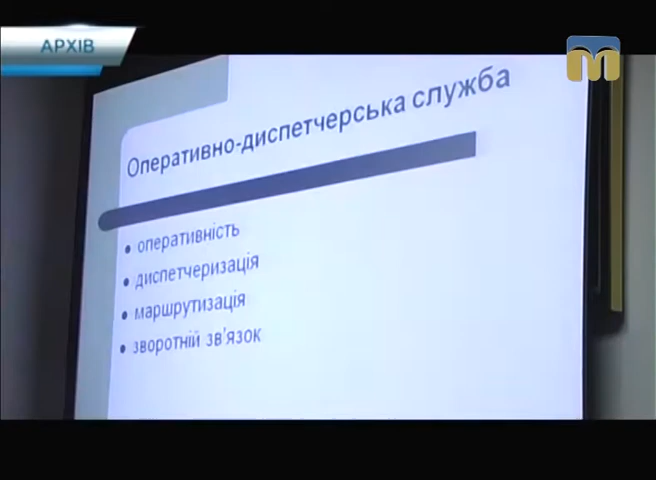 АРХІВ
Оперативно-диспетчерська служба
оперативність
диспетчеризація
маршрутизація
зворотній зв'язок